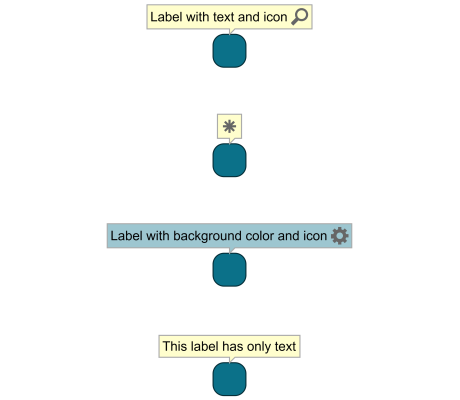 Label with text and icon
Label with background color and icon
This label has only text